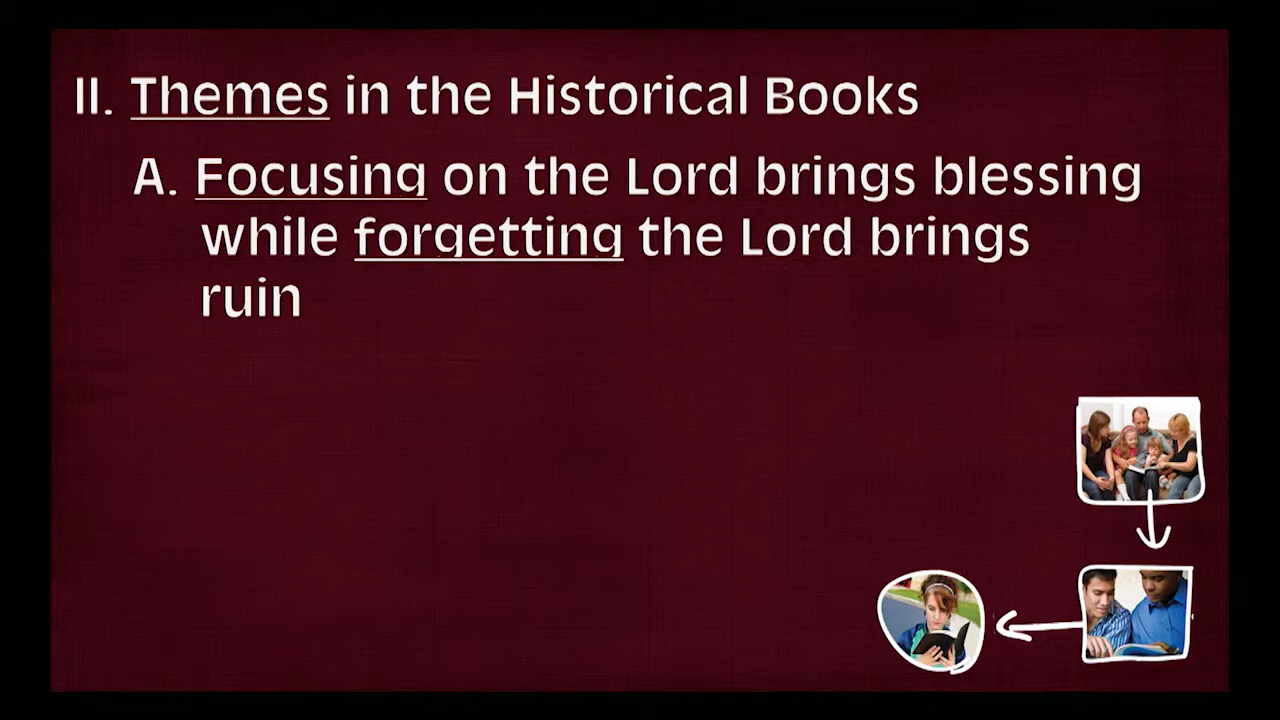 II. Themes in the Historical Books
A. Focusing on the Lord brings blessing
while forgetting the Lord brings
ruin